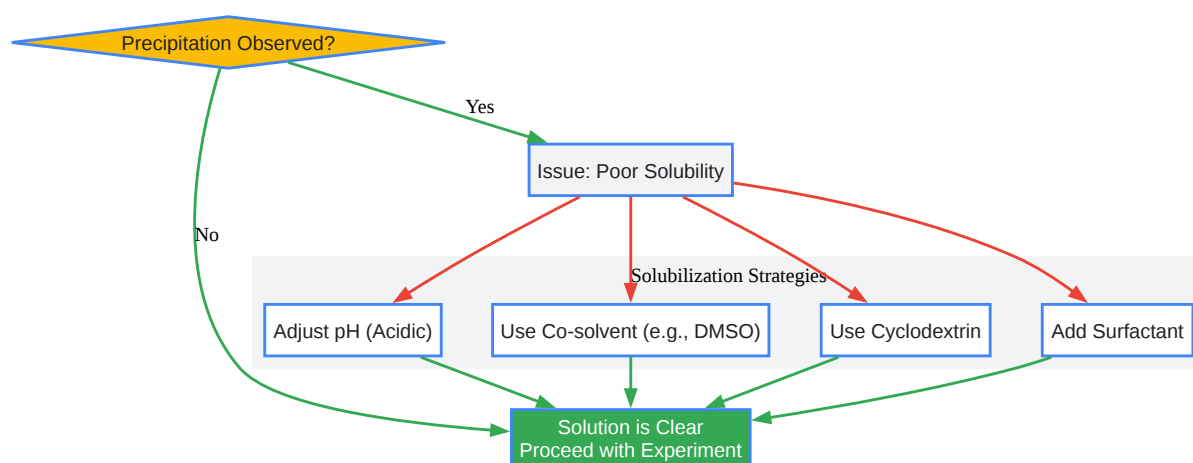 Precipitation Observed?
Yes
Issue: Poor Solubility
No
Solubilization Strategies
Adjust pH (Acidic)
Use Co-solvent (e.g., DMSO)
Use Cyclodextrin
Add Surfactant
Solution is Clear
Proceed with Experiment